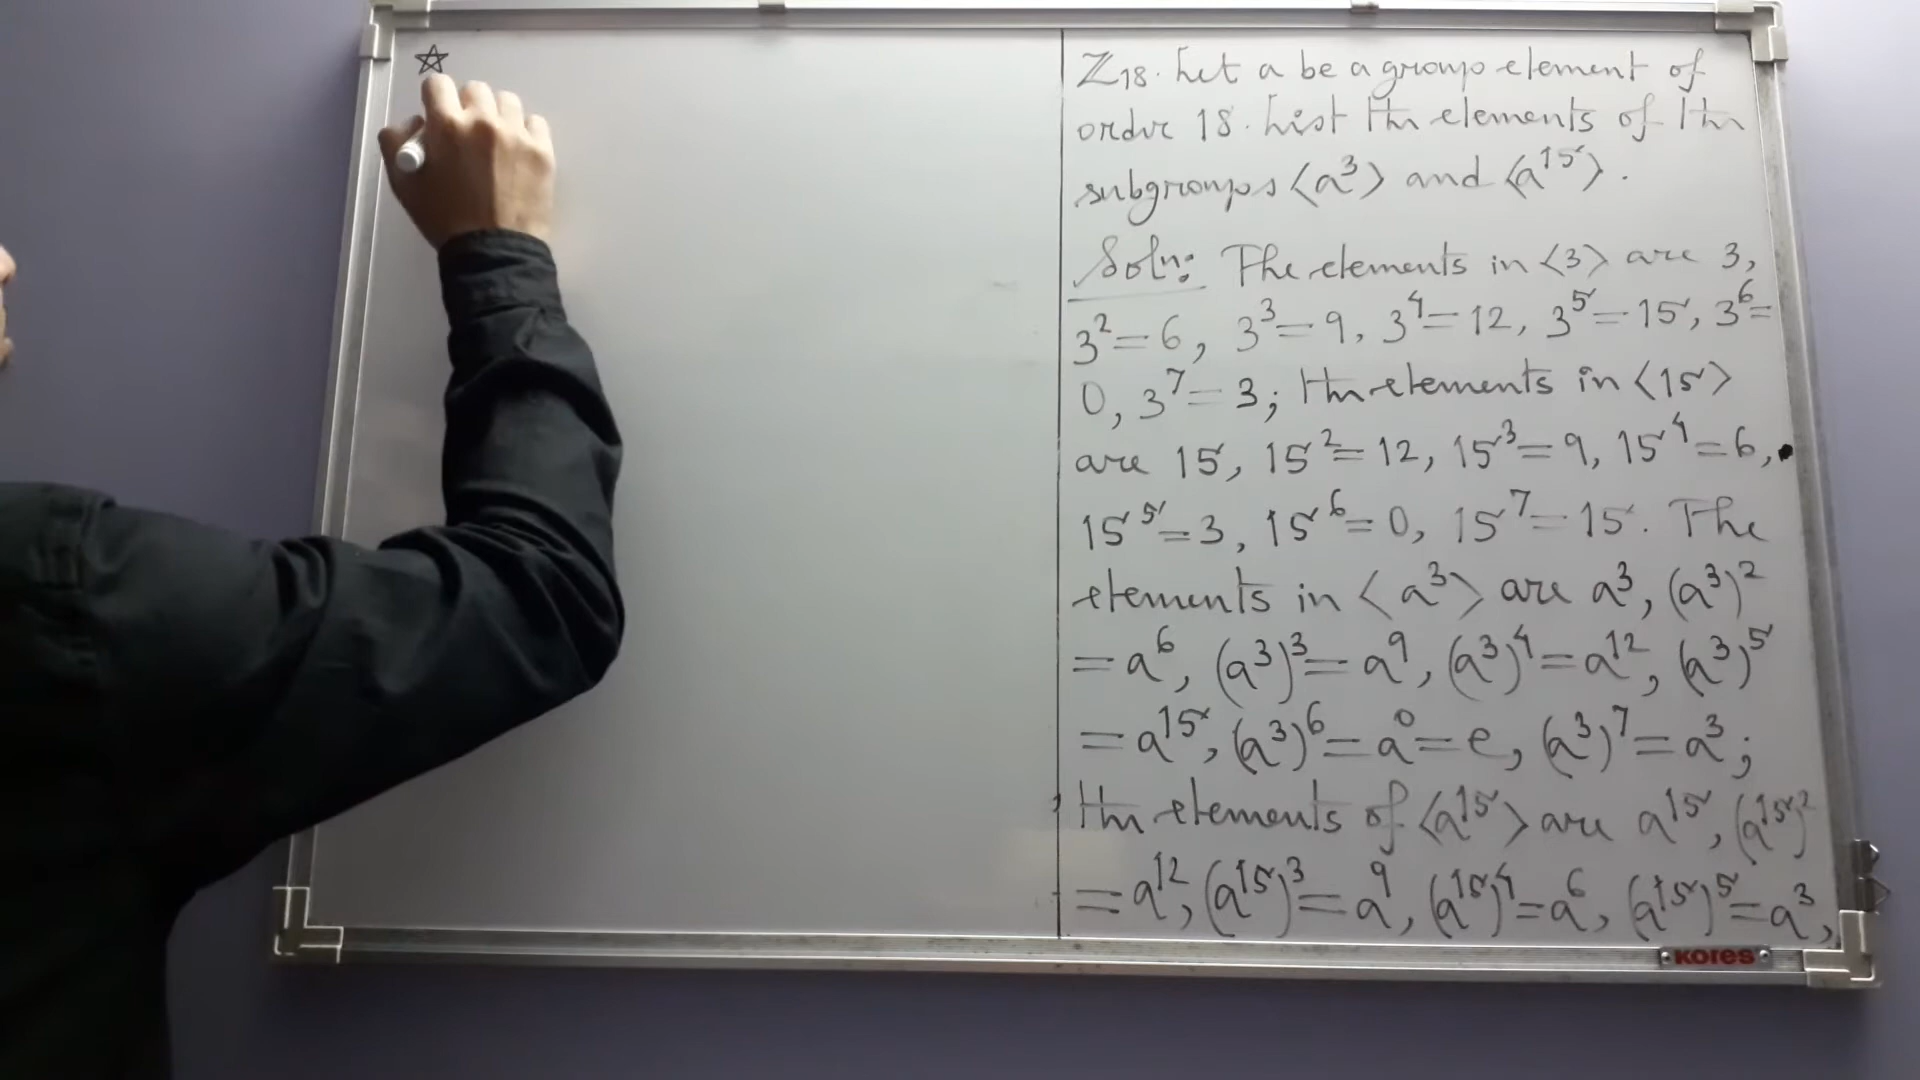 Z₁₈. Let a be a group element of
order 18. List the elements of the
subgroups ⟨a³⟩ and ⟨a¹⁵⟩.
Soln: The elements in ⟨3⟩ are 3,
3²=6, 3³=9, 3⁴=12, 3⁵=15, 3⁶=
0, 3⁷=3; the elements in ⟨15⟩
are 15, 15²=12, 15³=9, 15⁴=6,
15⁵=3, 15⁶=0, 15⁷=15. The
elements in ⟨a³⟩ are a³, (a³)²
=a⁶, (a³)³=a⁹, (a³)⁴=a¹², (a³)⁵
=a¹⁵, (a³)⁶=a⁰=e, (a³)⁷=a³;
the elements of ⟨a¹⁵⟩ are a¹⁵, (a¹⁵)²
=a¹², (a¹⁵)³=a⁹, (a¹⁵)⁴=a⁶, (a¹⁵)⁵=a³,
KORES